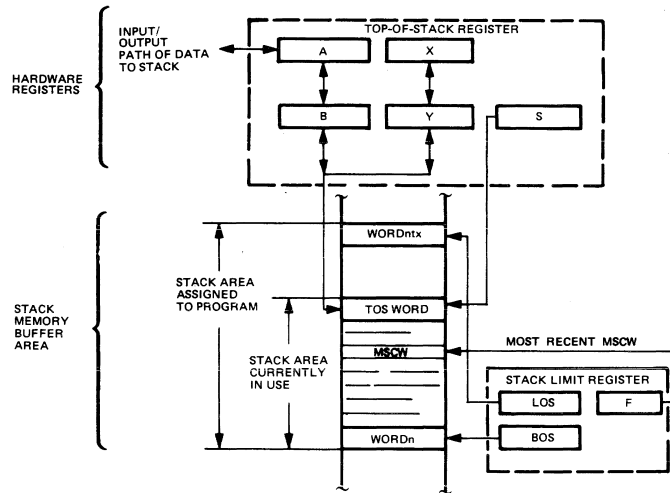 TOP-OF-STACK REGISTER
INPUT/
OUTPUT
PATH OF DATA
TO STACK
A
X
HARDWARE
REGISTERS
B
Y
S
WORDntx
STACK AREA
ASSIGNED
TO PROGRAM
TOS WORD
STACK
MEMORY
BUFFER
AREA
MOST RECENT MSCW
MSCW
STACK AREA
CURRENTLY
IN USE
STACK LIMIT REGISTER
LOS
F
WORDn
BOS